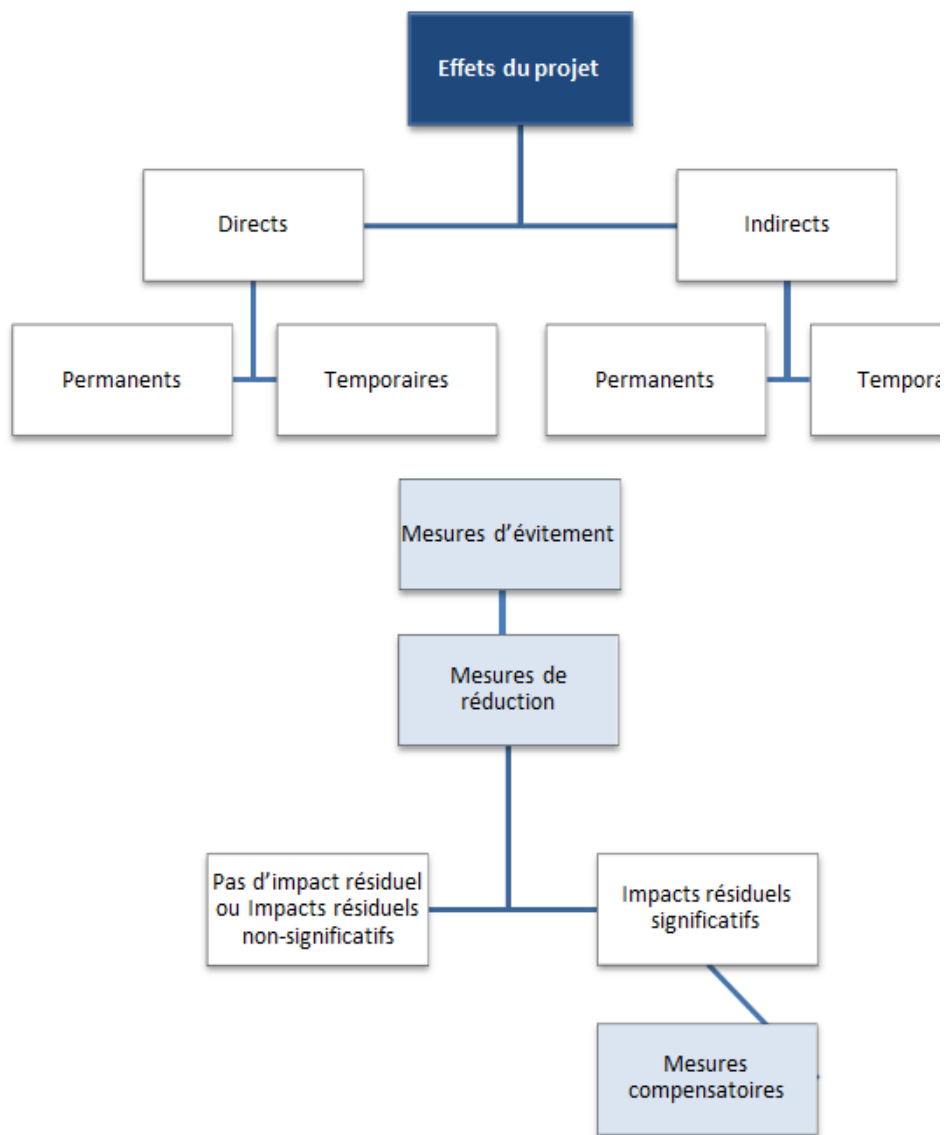 Effets du projet
Directs
Indirects
Permanents
Temporaires
Permanents
Tempora
Mesures d'évitement
Mesures de
réduction
Pas d'impact résiduel
ou Impacts résiduels
non-significatifs
Impacts résiduels
significatifs
Mesures
compensatoires